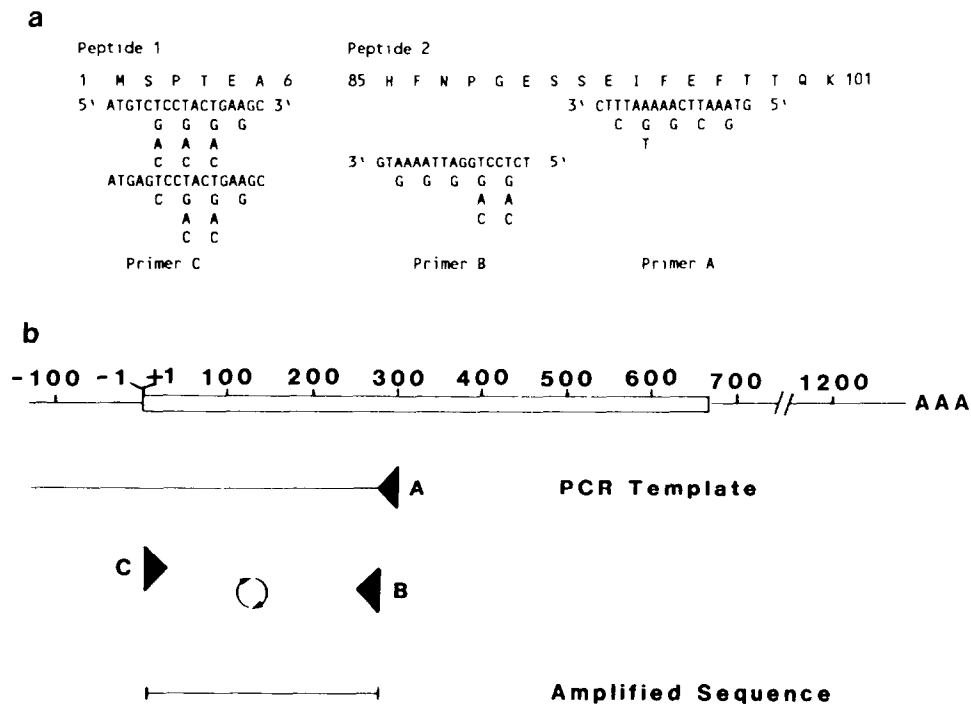 a
Peptide 1 Peptide 2
1 M S P T E A 6 85 H F N P G E S S E I F E F T T Q K 101
5' ATGTCTCCTACTGAAGC 3' 3' CTTTAAAAACTTAAATG 5'
G G G G C G G C G
A A A T
C C C 3' GTAAAATTAGGTCCTCT 5'
ATGAGTCCTACTGAAGC G G G G G
C G G G A A
A A C C
C C
Primer C Primer B Primer A
b
-100 -1 +1 100 200 300 400 500 600 700 1200
AAA
A PCR Template
C B
Amplified Sequence